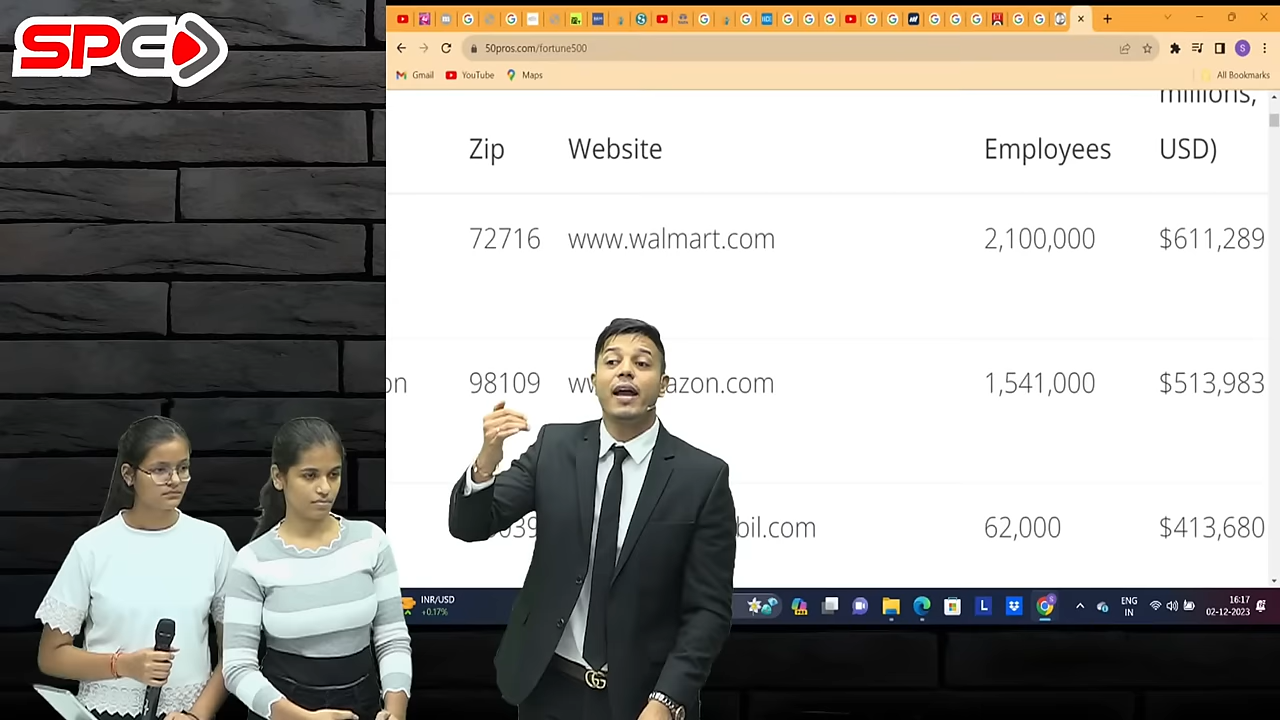 SPED
50pros.com/fortune500
Gmail YouTube Maps All Bookmarks
millions,
Zip Website Employees USD)
72716 www.walmart.com 2,100,000 $611,289
on 98109 azon.com 1,541,000 $513,983
039 bil.com 62,000 $413,680
INR/USD
+0.17%
ENG
IN
16:17
02-12-2023